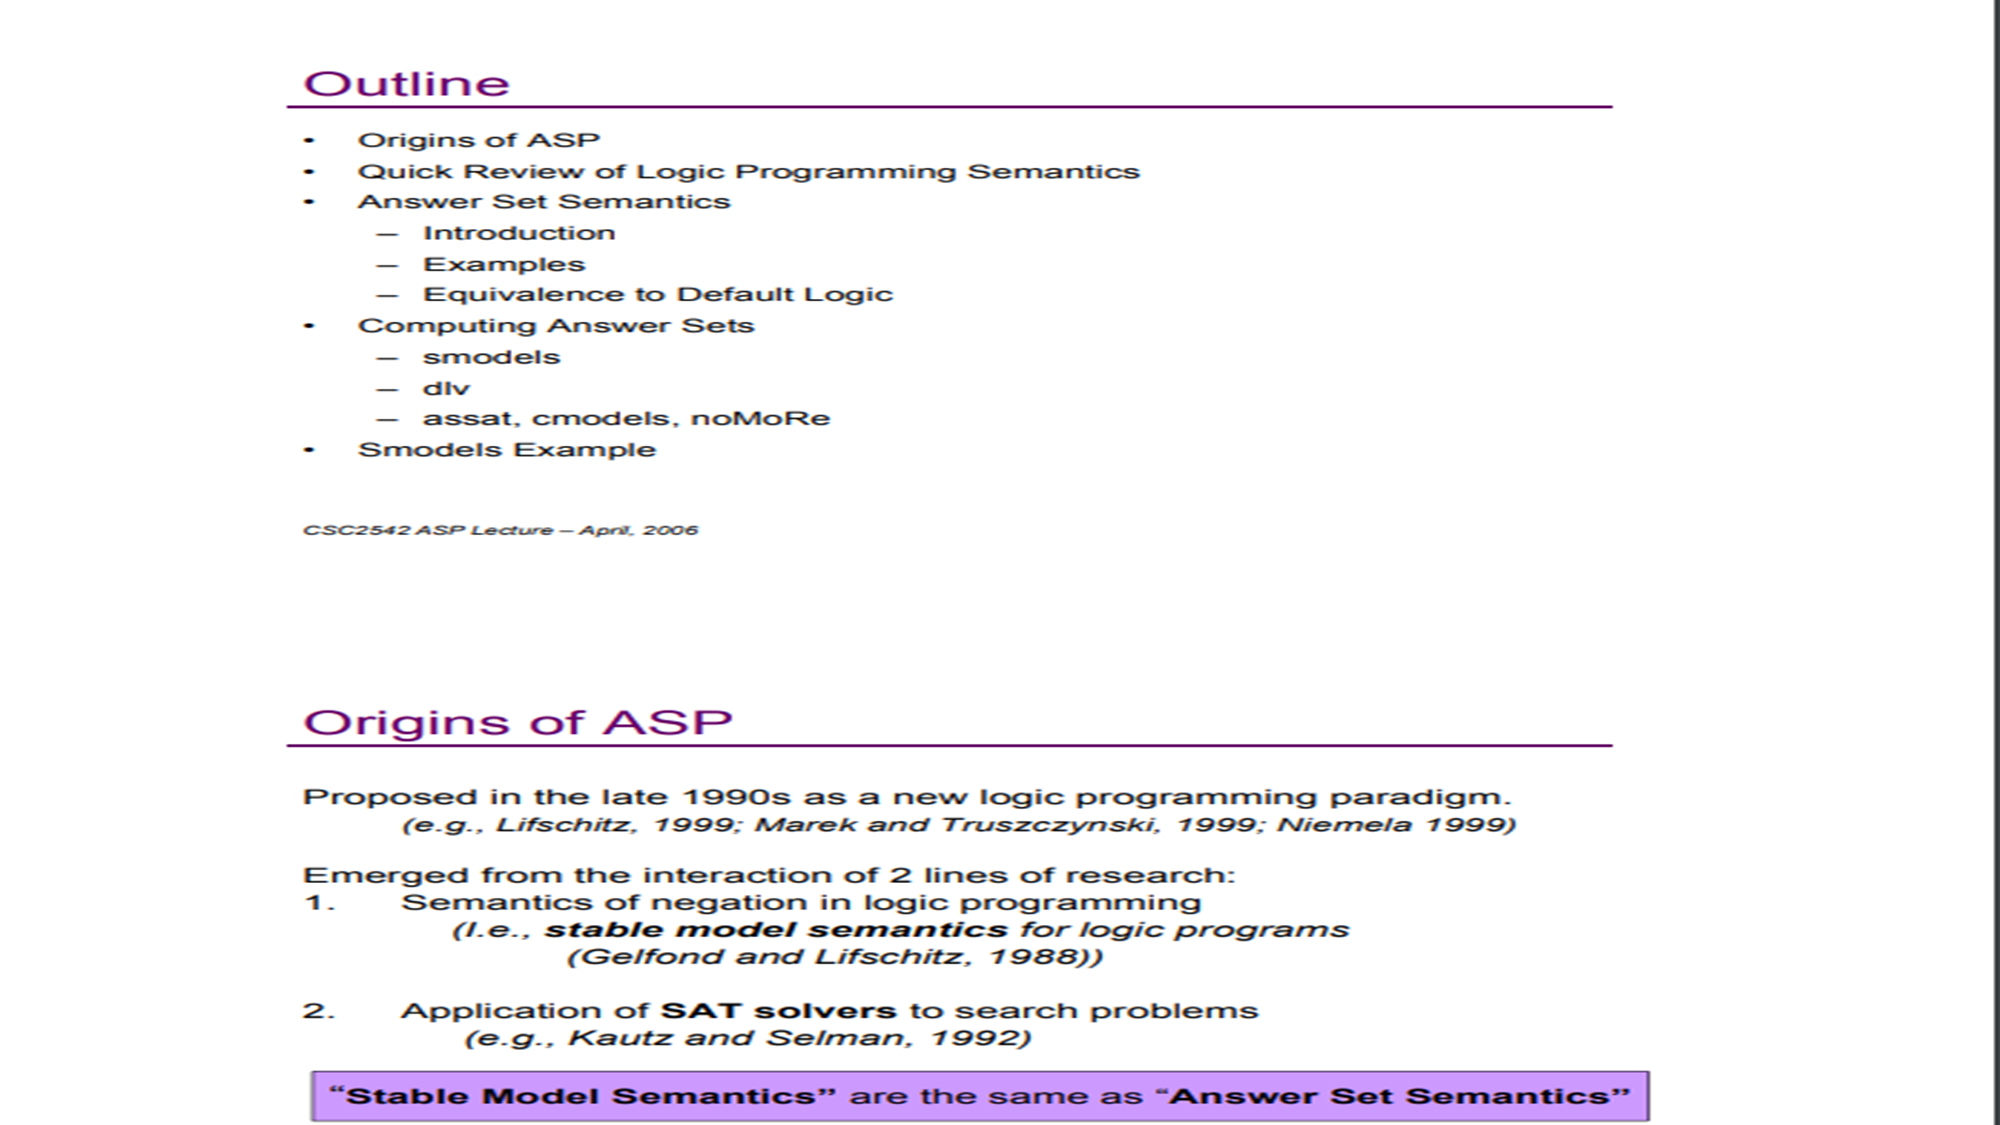 Outline
• Origins of ASP
• Quick Review of Logic Programming Semantics
• Answer Set Semantics
– Introduction
– Examples
– Equivalence to Default Logic
• Computing Answer Sets
– smodels
– dlv
– assat, cmodels, noMoRe
• Smodels Example
CSC2542 ASP Lecture – April, 2006
Origins of ASP
Proposed in the late 1990s as a new logic programming paradigm.
(e.g., Lifschitz, 1999; Marek and Truszczynski, 1999; Niemela 1999)
Emerged from the interaction of 2 lines of research:
1. Semantics of negation in logic programming
(I.e., stable model semantics for logic programs
(Gelfond and Lifschitz, 1988))
2. Application of SAT solvers to search problems
(e.g., Kautz and Selman, 1992)
“Stable Model Semantics” are the same as “Answer Set Semantics”